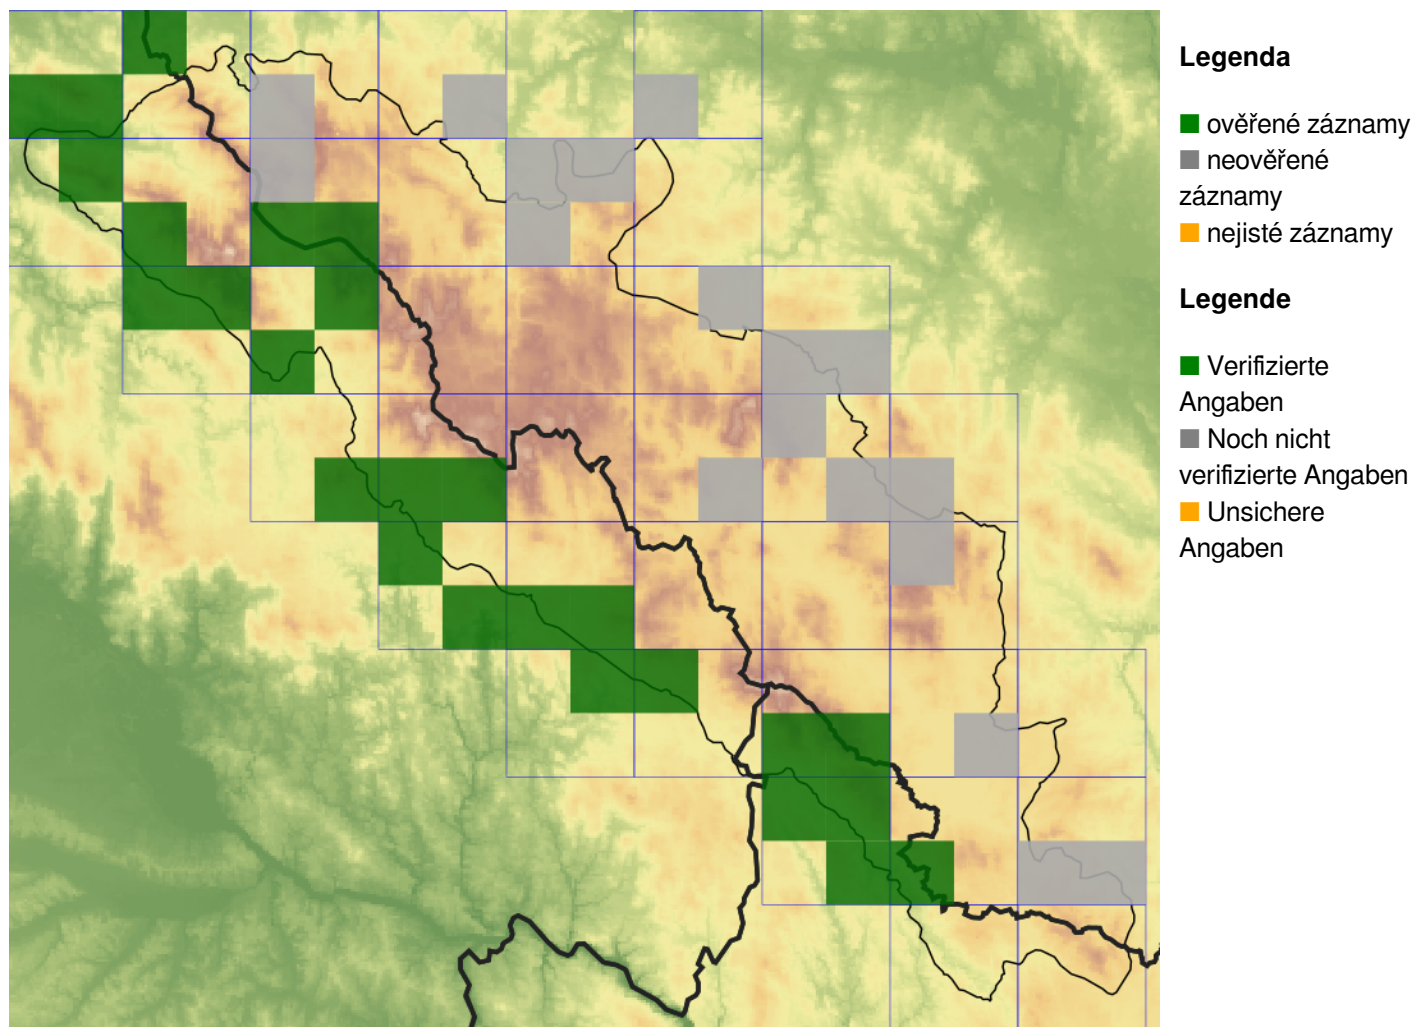 Legenda
ověřené záznamy
neověřené
záznamy
nejisté záznamy
Legende
Verifizierte
Angaben
Noch nicht
verifizierte Angaben
Unsichere
Angaben